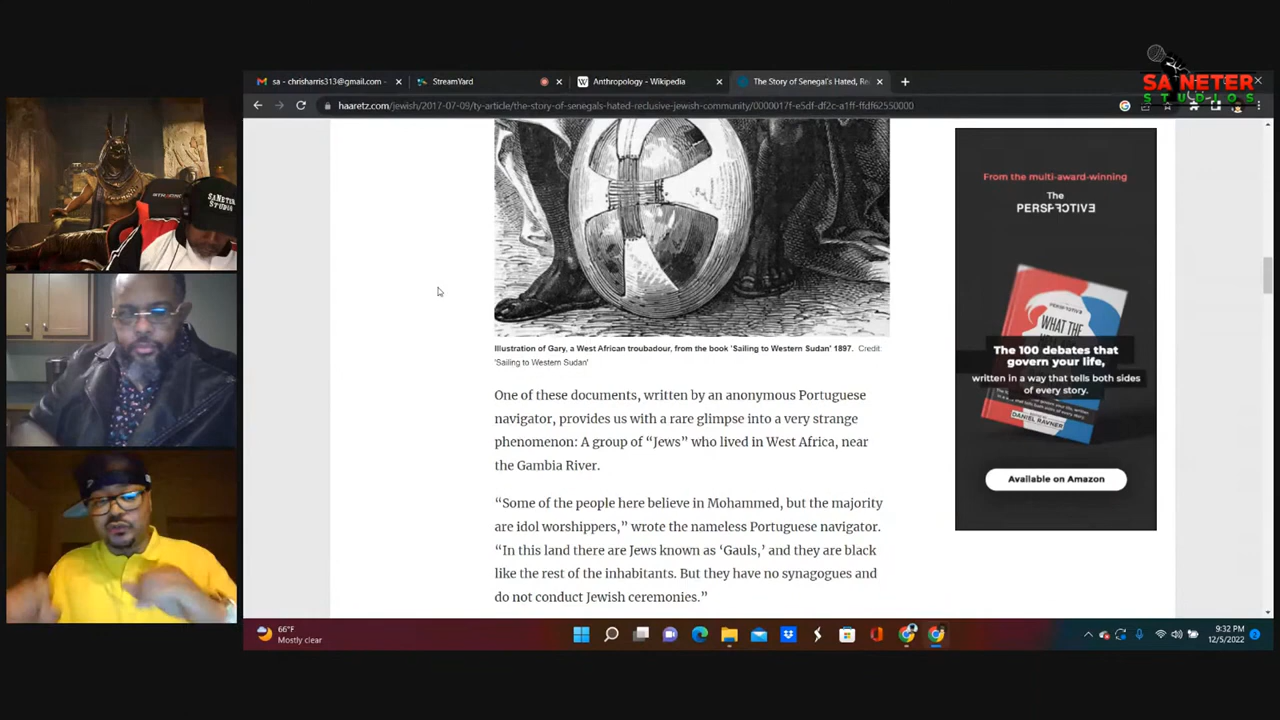 SA NETER
STUDIOS
sa - chrisharris313@gmail.com -
StreamYard
Anthropology - Wikipedia
The Story of Senegal's Hated, Re
haaretz.com/jewish/2017-07-09/ty-article/the-story-of-senegals-hated-reclusive-jewish-community/0000017f-e5df-df2c-a1ff-ffdf62550000
SANETER
STUDIO
Illustration of Gary, a West African troubadour, from the book 'Sailing to Western Sudan' 1897. Credit:
'Sailing to Western Sudan'
One of these documents, written by an anonymous Portuguese
navigator, provides us with a rare glimpse into a very strange
phenomenon: A group of “Jews” who lived in West Africa, near
the Gambia River.
“Some of the people here believe in Mohammed, but the majority
are idol worshippers,” wrote the nameless Portuguese navigator.
“In this land there are Jews known as ‘Gauls,’ and they are black
like the rest of the inhabitants. But they have no synagogues and
do not conduct Jewish ceremonies.”
From the multi-award-winning
The
PERSPECTIVE
WHAT THE
The 100 debates that
govern your life,
written in a way that tells both sides
of every story.
DANIEL RAVNER
Available on Amazon
66°F
Mostly clear
9:32 PM
12/5/2022
2